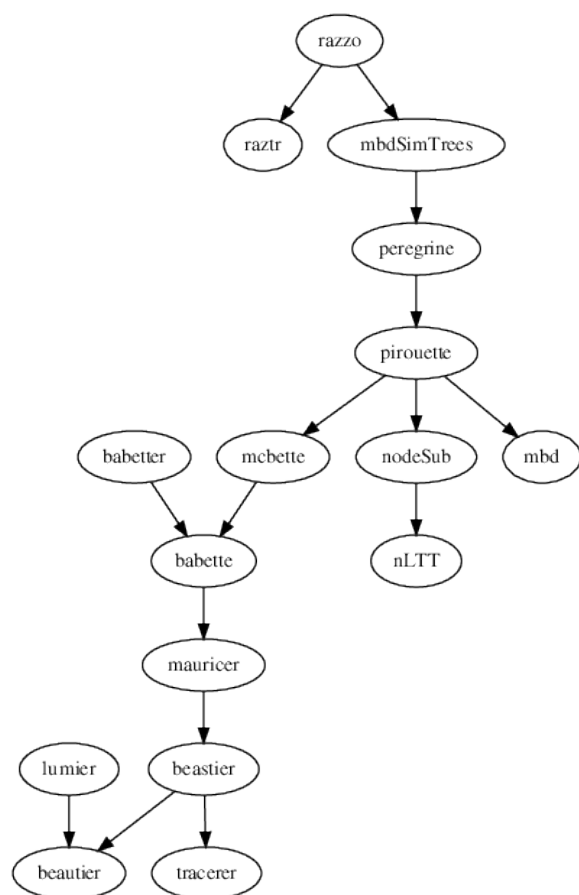 razzo
raztr
mbdSimTrees
peregrine
pirouette
babetter
mcbette
nodeSub
mbd
babette
nLTT
mauricer
lumier
beastier
beautier
tracerer